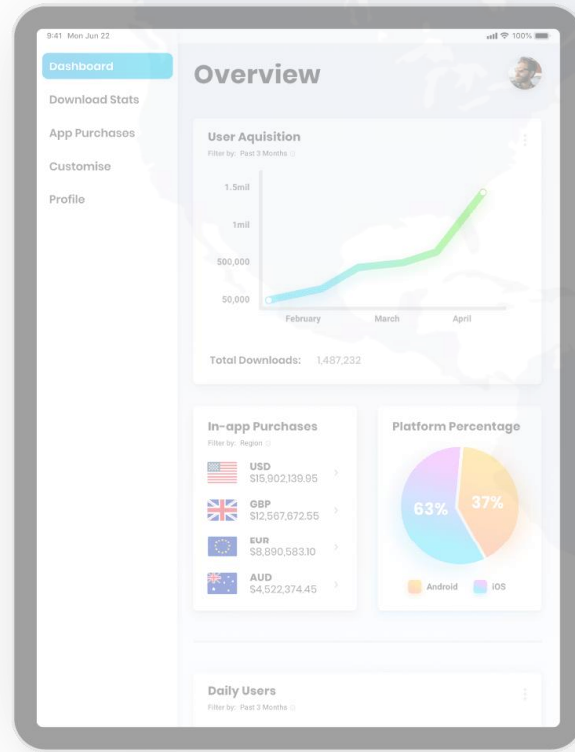 9:41 Mon Jun 22
100%
Dashboard
Download Stats
App Purchases
Customise
Profile
Overview
User Aquisition
Filter by: Past 3 Months
1.5mil
1mil
500,000
50,000
February March April
Total Downloads: 1,487,232
In-app Purchases
Filter by: Region
USD
$15,902,139.95
GBP
$12,567,672.55
EUR
$8,890,583.10
AUD
$4,522,374.45
Platform Percentage
63%
37%
Android iOS
Daily Users
Filter by: Past 3 Months